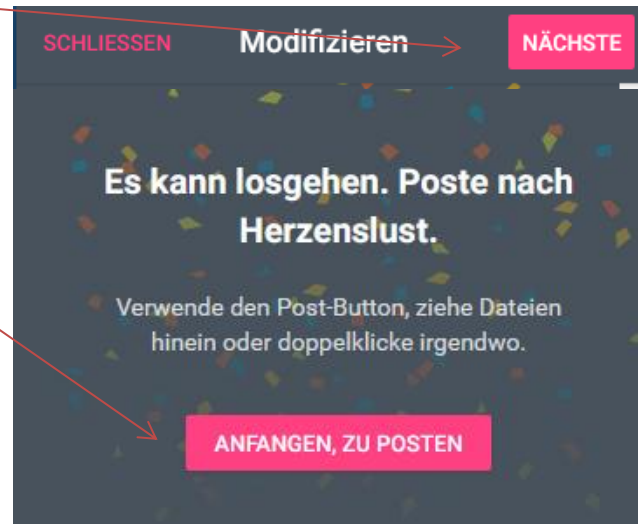 SCHLIESSEN Modifizieren NÄCHSTE
Es kann losgehen. Poste nach
Herzenslust.
Verwende den Post-Button, ziehe Dateien
hinein oder doppelklicke irgendwo.
ANFANGEN, ZU POSTEN